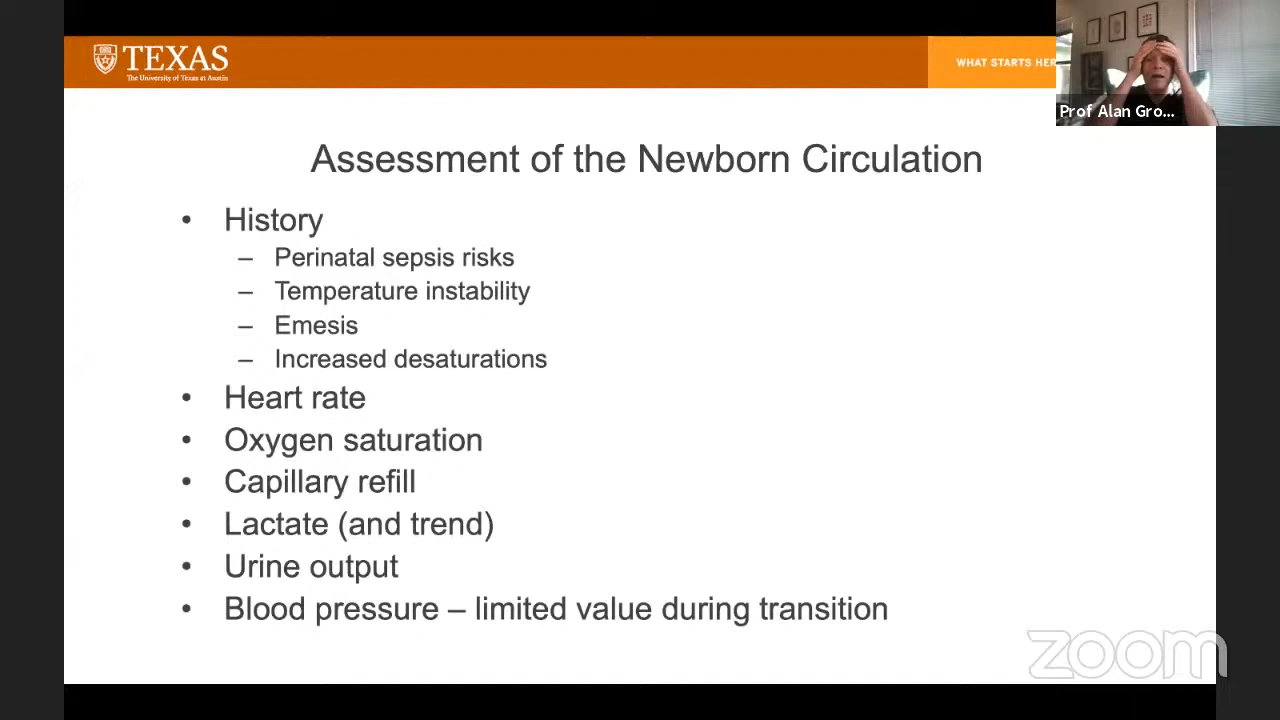 TEXAS
The University of Texas at Austin
WHAT STARTS HER
Prof Alan Gro...
Assessment of the Newborn Circulation
• History
– Perinatal sepsis risks
– Temperature instability
– Emesis
– Increased desaturations
• Heart rate
• Oxygen saturation
• Capillary refill
• Lactate (and trend)
• Urine output
• Blood pressure – limited value during transition
zoom